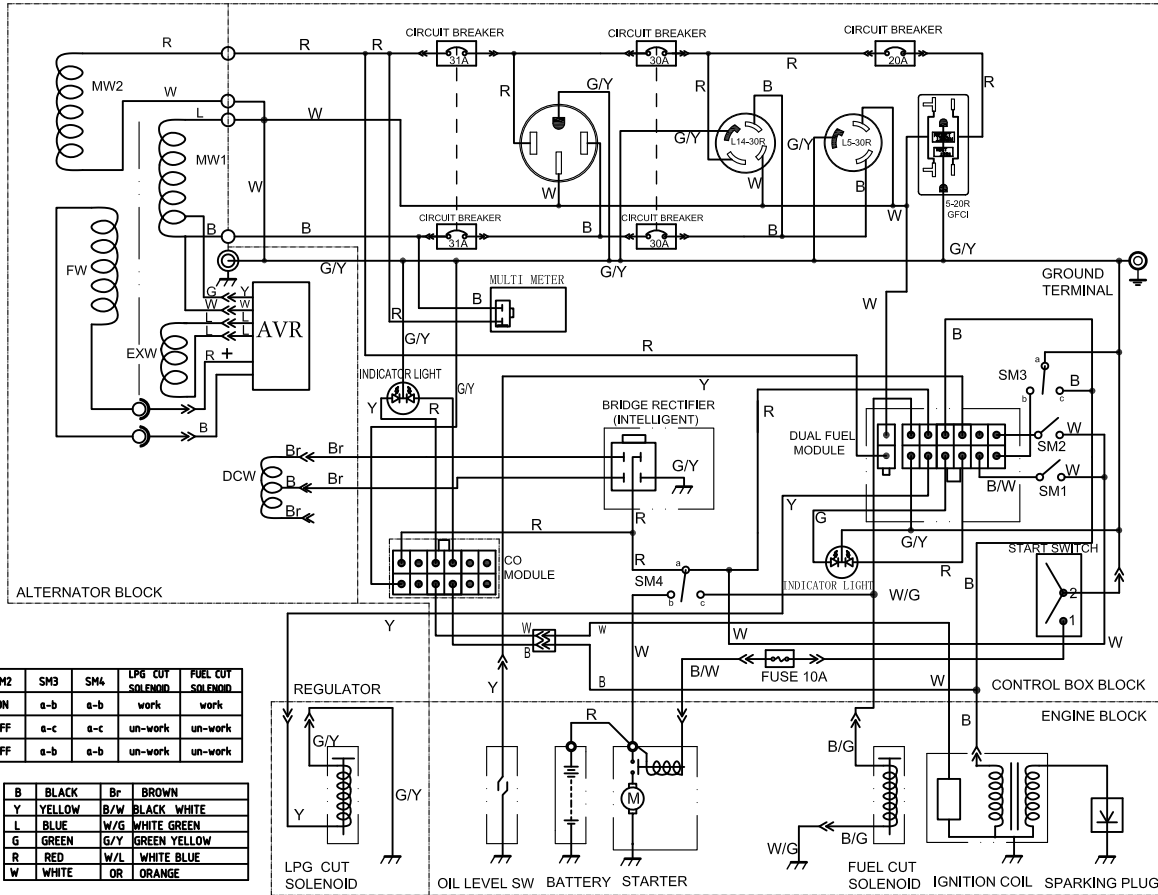 CIRCUIT BREAKER CIRCUIT BREAKER CIRCUIT BREAKER
R R R 31A 30A 20A
MW2 W L W
R G/Y R B R R
MW1 W G/Y L14-30R G/Y L5-30R
W W B W
5-20R
GFCI
CIRCUIT BREAKER CIRCUIT BREAKER
B B 31A B 30A B
G/Y G/Y G/Y
GROUND
TERMINAL
FW
MULTI METER
B R
G Y
W W
L L
L L
R +
B
AVR
EXW
G/Y
W B
R
INDICATOR LIGHT
Y R G/Y
Y R
SM3 a b c B
BRIDGE RECTIFIER
(INTELLIGENT)
G/Y
DUAL FUEL
MODULE
SM2 W
SM1 W
B/W
DCW
Br Br
B Br
Br
R R
Y G
G/Y
START SWITCH
2
1
CO
MODULE
R
SM4 a b c
INDICATOR LIGHT
R B
W/G
ALTERNATOR BLOCK
Y
W w
B B
W W W
B/W
FUSE 10A
W
CONTROL BOX BLOCK
REGULATOR
Y
ENGINE BLOCK
M2 SM3 SM4 LPG CUT SOLENOID FUEL CUT SOLENOID
ON a-b a-b work work
FF a-c a-c un-work un-work
FF a-b a-b un-work un-work
G/Y
Y
G/Y
R
M
B/G
B/G
W/G
B
B BLACK Br BROWN
Y YELLOW B/W BLACK WHITE
L BLUE W/G WHITE GREEN
G GREEN G/Y GREEN YELLOW
R RED W/L WHITE BLUE
W WHITE OR ORANGE
LPG CUT
SOLENOID
OIL LEVEL SW
BATTERY
STARTER
FUEL CUT
SOLENOID
IGNITION COIL
SPARKING PLUG